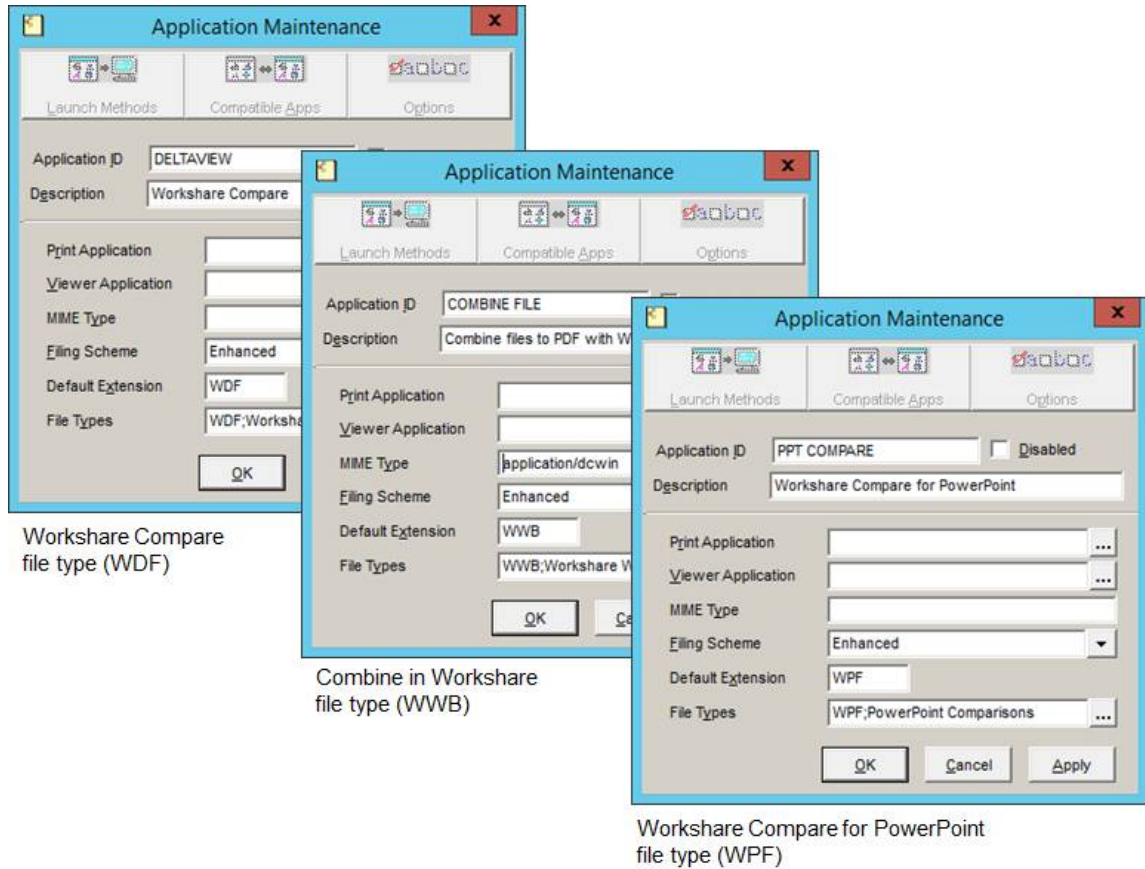 Application Maintenance
x
Launch Methods
Compatible Apps
Options
Application ID
DELTAVIEW
Description
Workshare Compare
Print Application
Viewer Application
MIME Type
Filing Scheme
Enhanced
Default Extension
WDF
File Types
WDF;Worksha
OK
Workshare Compare
file type (WDF)
Application Maintenance
x
Launch Methods
Compatible Apps
Options
Application ID
COMBINE FILE
Description
Combine files to PDF with W
Print Application
Viewer Application
MIME Type
application/dcwin
Filing Scheme
Enhanced
Default Extension
WWB
File Types
WWB;Workshare W
OK
Ca
Combine in Workshare
file type (WWB)
Application Maintenance
x
Launch Methods
Compatible Apps
Options
Application ID
PPT COMPARE
Disabled
Description
Workshare Compare for PowerPoint
Print Application
...
Viewer Application
...
MIME Type
Filing Scheme
Enhanced
Default Extension
WPF
File Types
WPF;PowerPoint Comparisons
...
OK
Cancel
Apply
Workshare Compare for PowerPoint
file type (WPF)